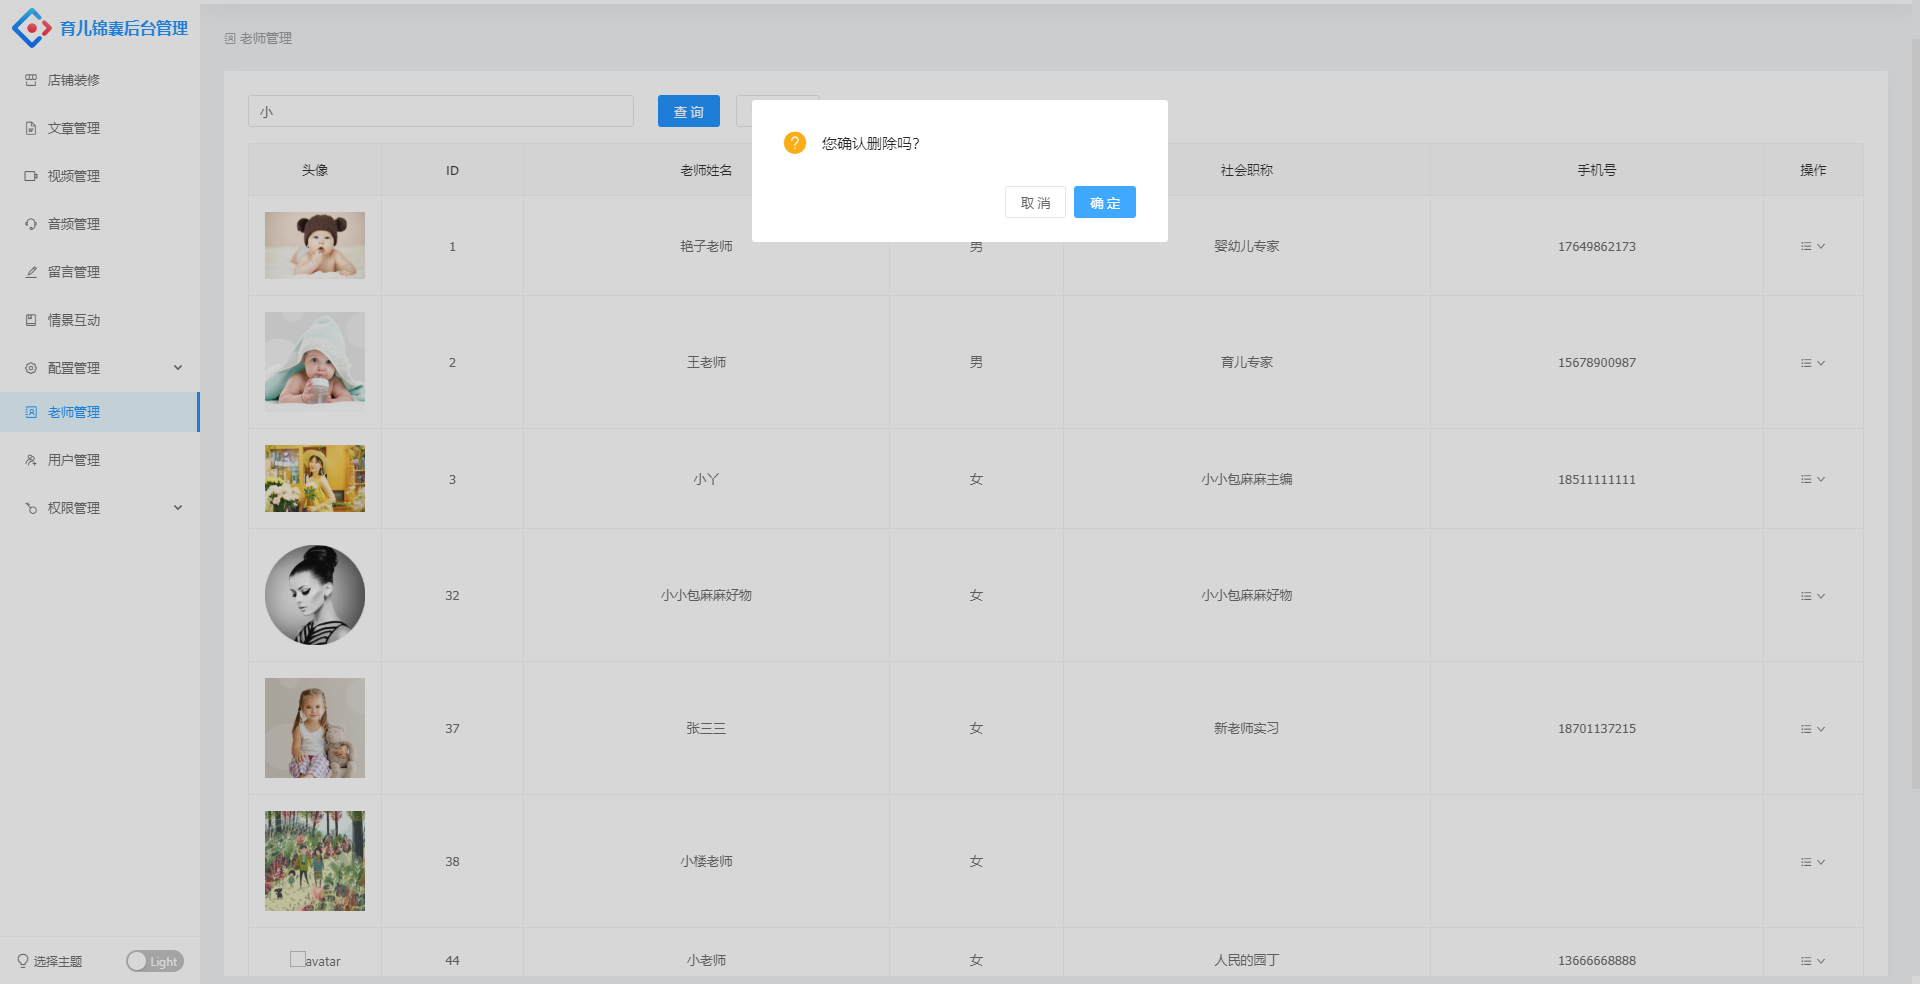 育儿锦囊后台管理
老师管理
店铺装修
文章管理
视频管理
音频管理
留言管理
情景互动
配置管理
老师管理
用户管理
权限管理
选择主题 Light
小 查 询
您确认删除吗?
取 消 确 定
头像 ID 老师姓名 社会职称 手机号 操作
1 艳子老师 男 婴幼儿专家 17649862173
2 王老师 男 育儿专家 15678900987
3 小丫 女 小小包麻麻主编 18511111111
32 小小包麻麻好物 女 小小包麻麻好物
37 张三三 女 新老师实习 18701137215
38 小楼老师 女
avatar 44 小老师 女 人民的园丁 13666668888